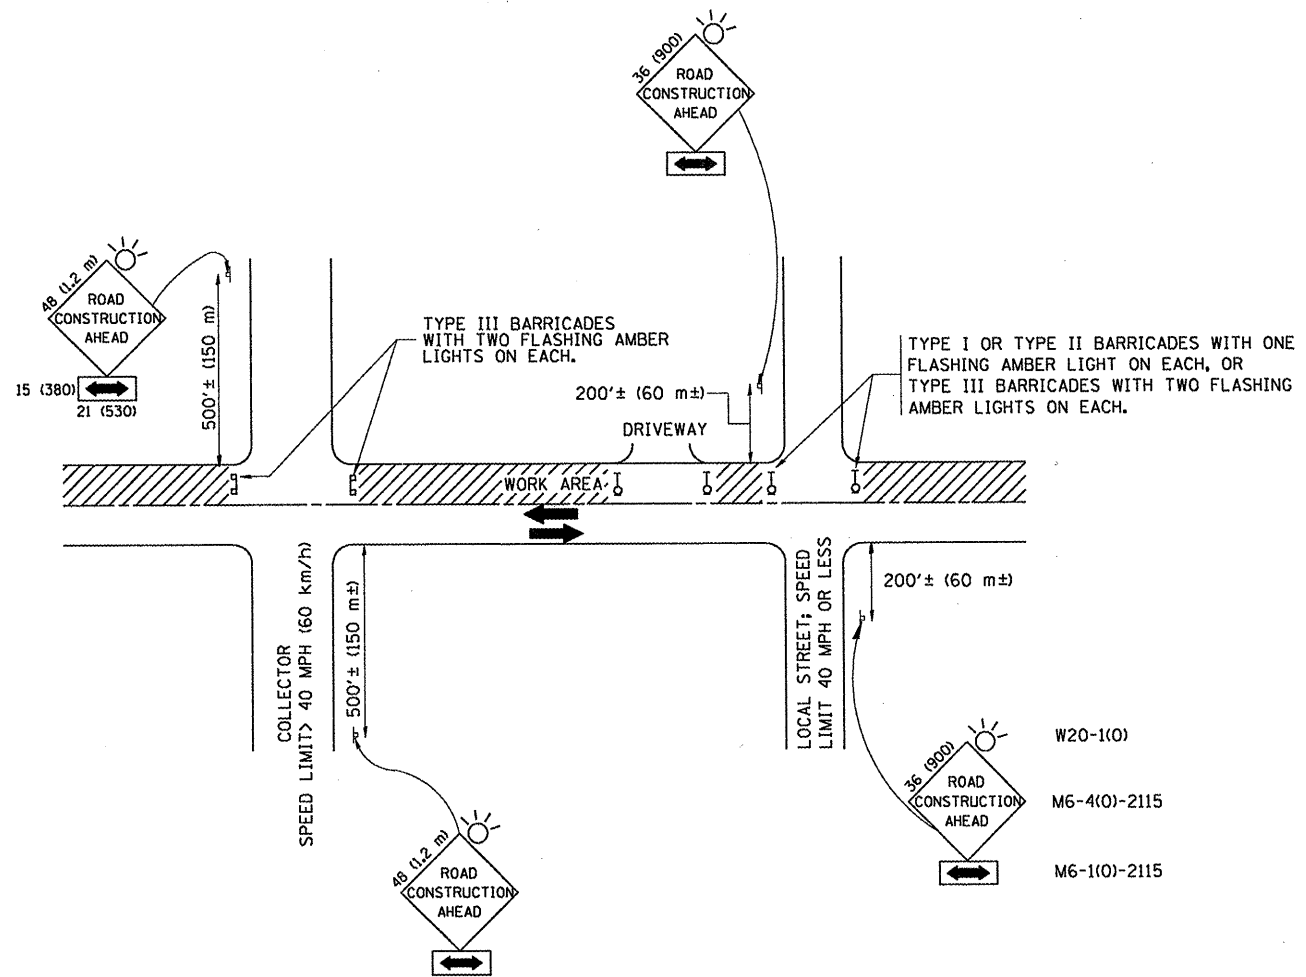 36 (900)
ROAD
CONSTRUCTION
AHEAD
48 (1.2 m)
ROAD
CONSTRUCTION
AHEAD
15 (380)
21 (530)
500'± (150 m)
TYPE III BARRICADES
WITH TWO FLASHING AMBER
LIGHTS ON EACH.
200'± (60 m±)
DRIVEWAY
TYPE I OR TYPE II BARRICADES WITH ONE
FLASHING AMBER LIGHT ON EACH, OR
TYPE III BARRICADES WITH TWO FLASHING
AMBER LIGHTS ON EACH.
WORK AREA
COLLECTOR
SPEED LIMIT> 40 MPH (60 km/h)
500'± (150 m±)
LOCAL STREET; SPEED
LIMIT 40 MPH OR LESS
200'± (60 m±)
48 (1.2 m)
ROAD
CONSTRUCTION
AHEAD
36 (900)
ROAD
CONSTRUCTION
AHEAD
W20-1(O)
M6-4(O)-2115
M6-1(O)-2115